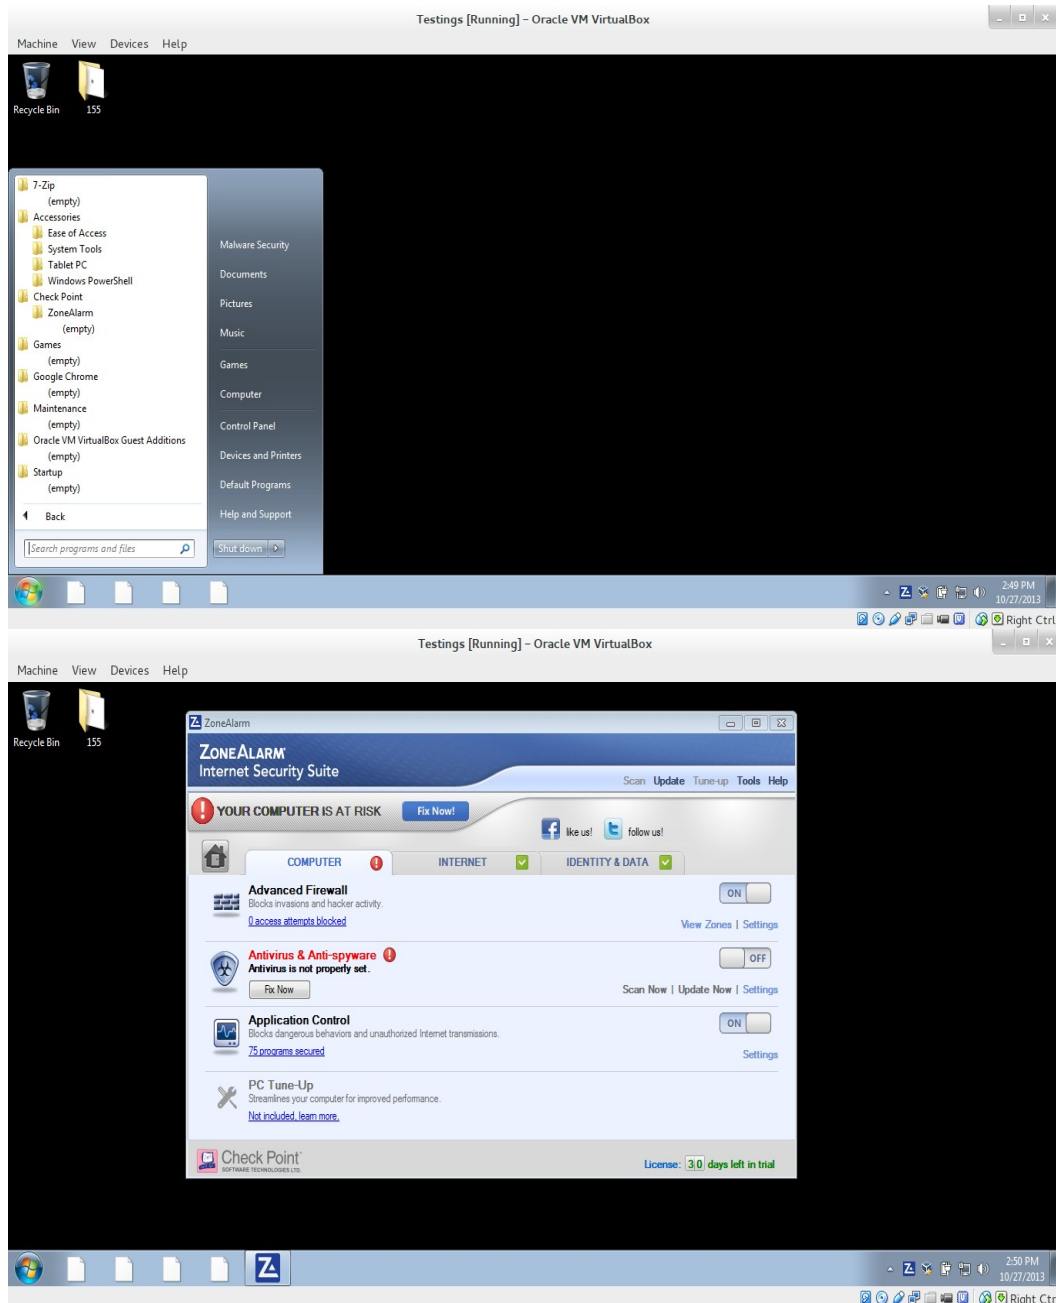 Testings [Running] – Oracle VM VirtualBox
Machine View Devices Help
Recycle Bin
155
7-Zip
(empty)
Accessories
Ease of Access
System Tools
Tablet PC
Windows PowerShell
Check Point
ZoneAlarm
(empty)
Games
(empty)
Google Chrome
(empty)
Maintenance
(empty)
Oracle VM VirtualBox Guest Additions
(empty)
Startup
(empty)
Back
Search programs and files
Malware Security
Documents
Pictures
Music
Games
Computer
Control Panel
Devices and Printers
Default Programs
Help and Support
Shut down
2:49 PM
10/27/2013
Right Ctrl
Testings [Running] – Oracle VM VirtualBox
Machine View Devices Help
Recycle Bin
155
ZoneAlarm
ZONEALARM
Internet Security Suite
Scan Update Tune-up Tools Help
YOUR COMPUTER IS AT RISK Fix Now!
like us! follow us!
COMPUTER INTERNET IDENTITY & DATA
Advanced Firewall
Blocks invasions and hacker activity.
0 access attempts blocked
ON
View Zones | Settings
Antivirus & Anti-spyware
Antivirus is not properly set.
Fix Now
OFF
Scan Now | Update Now | Settings
Application Control
Blocks dangerous behaviors and unauthorized Internet transmissions.
75 programs secured
ON
Settings
PC Tune-Up
Streamlines your computer for improved performance.
Not included, learn more.
Check Point
SOFTWARE TECHNOLOGIES LTD.
License: 30 days left in trial
2:50 PM
10/27/2013
Right Ctr